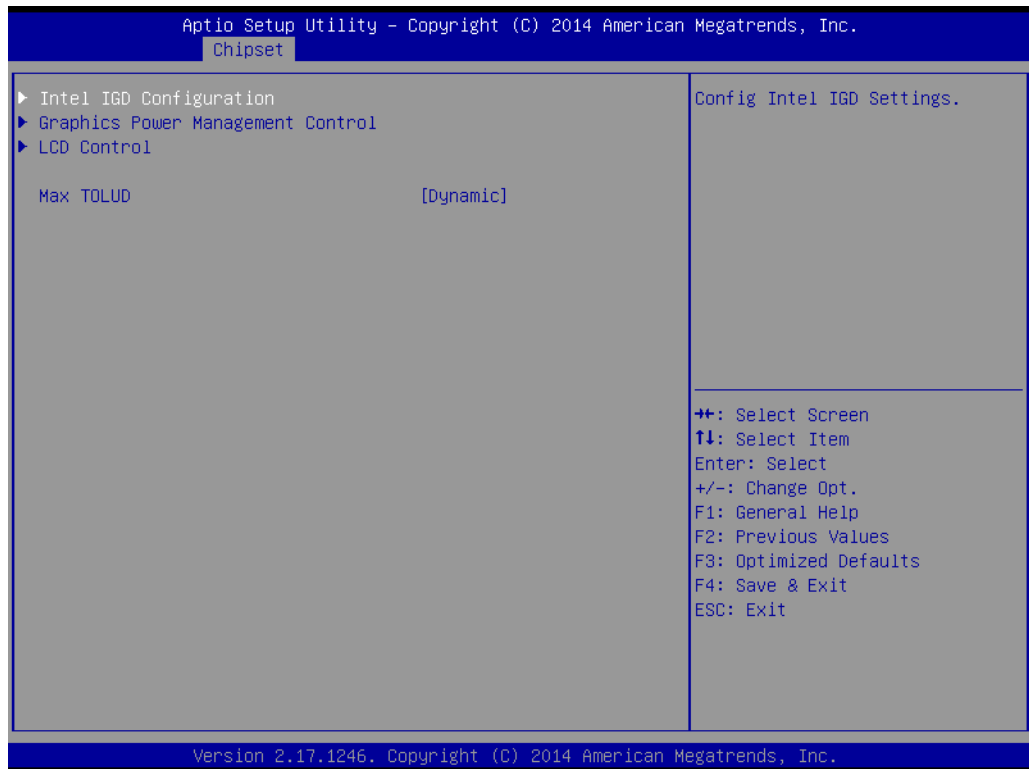 Aptio Setup Utility – Copyright (C) 2014 American Megatrends, Inc.
Chipset
▶ Intel IGD Configuration
▶ Graphics Power Management Control
▶ LCD Control
Max TOLUD [Dynamic]
Config Intel IGD Settings.
→←: Select Screen
↑↓: Select Item
Enter: Select
+/-: Change Opt.
F1: General Help
F2: Previous Values
F3: Optimized Defaults
F4: Save & Exit
ESC: Exit
Version 2.17.1246. Copyright (C) 2014 American Megatrends, Inc.